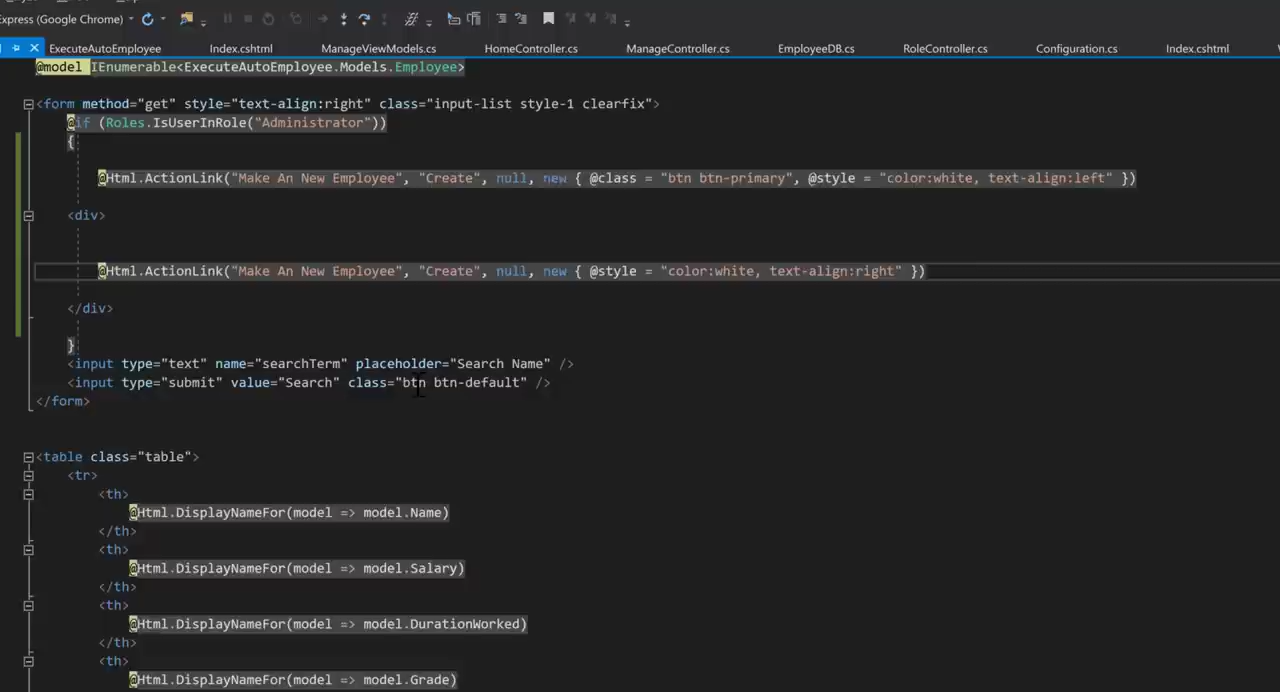 xpress (Google Chrome)
ExecuteAutoEmployee Index.cshtml ManageViewModels.cs HomeController.cs ManageController.cs EmployeeDB.cs RoleController.cs Configuration.cs Index.cshtml
@model IEnumerable<ExecuteAutoEmployee.Models.Employee>
<form method="get" style="text-align:right" class="input-list style-1 clearfix">
@if (Roles.IsUserInRole("Administrator"))
{
@Html.ActionLink("Make An New Employee", "Create", null, new { @class = "btn btn-primary", @style = "color:white, text-align:left" })
<div>
@Html.ActionLink("Make An New Employee", "Create", null, new { @style = "color:white, text-align:right" })
</div>
}
<input type="text" name="searchTerm" placeholder="Search Name" />
<input type="submit" value="Search" class="btn btn-default" />
</form>
<table class="table">
<tr>
<th>
@Html.DisplayNameFor(model => model.Name)
</th>
<th>
@Html.DisplayNameFor(model => model.Salary)
</th>
<th>
@Html.DisplayNameFor(model => model.DurationWorked)
</th>
<th>
@Html.DisplayNameFor(model => model.Grade)